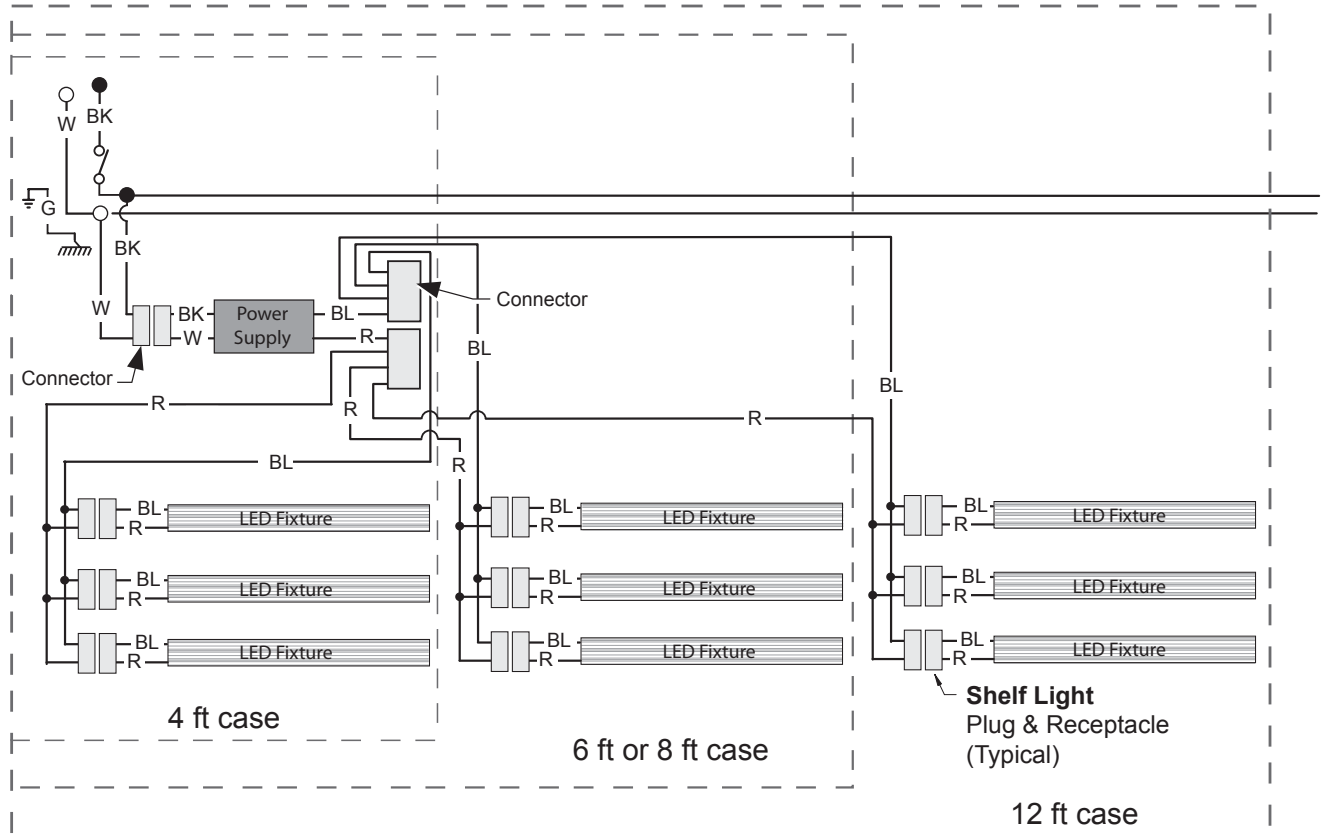 W
BK
G
BK
W
BK
W
Power
Supply
BL
R
Connector
Connector
BL
BL
R
R
R
R
BL
BL
R
LED Fixture
BL
R
LED Fixture
BL
R
LED Fixture
BL
R
LED Fixture
BL
R
LED Fixture
BL
R
LED Fixture
BL
R
LED Fixture
BL
R
LED Fixture
BL
R
LED Fixture
Shelf Light
Plug & Receptacle
(Typical)
4 ft case
6 ft or 8 ft case
12 ft case